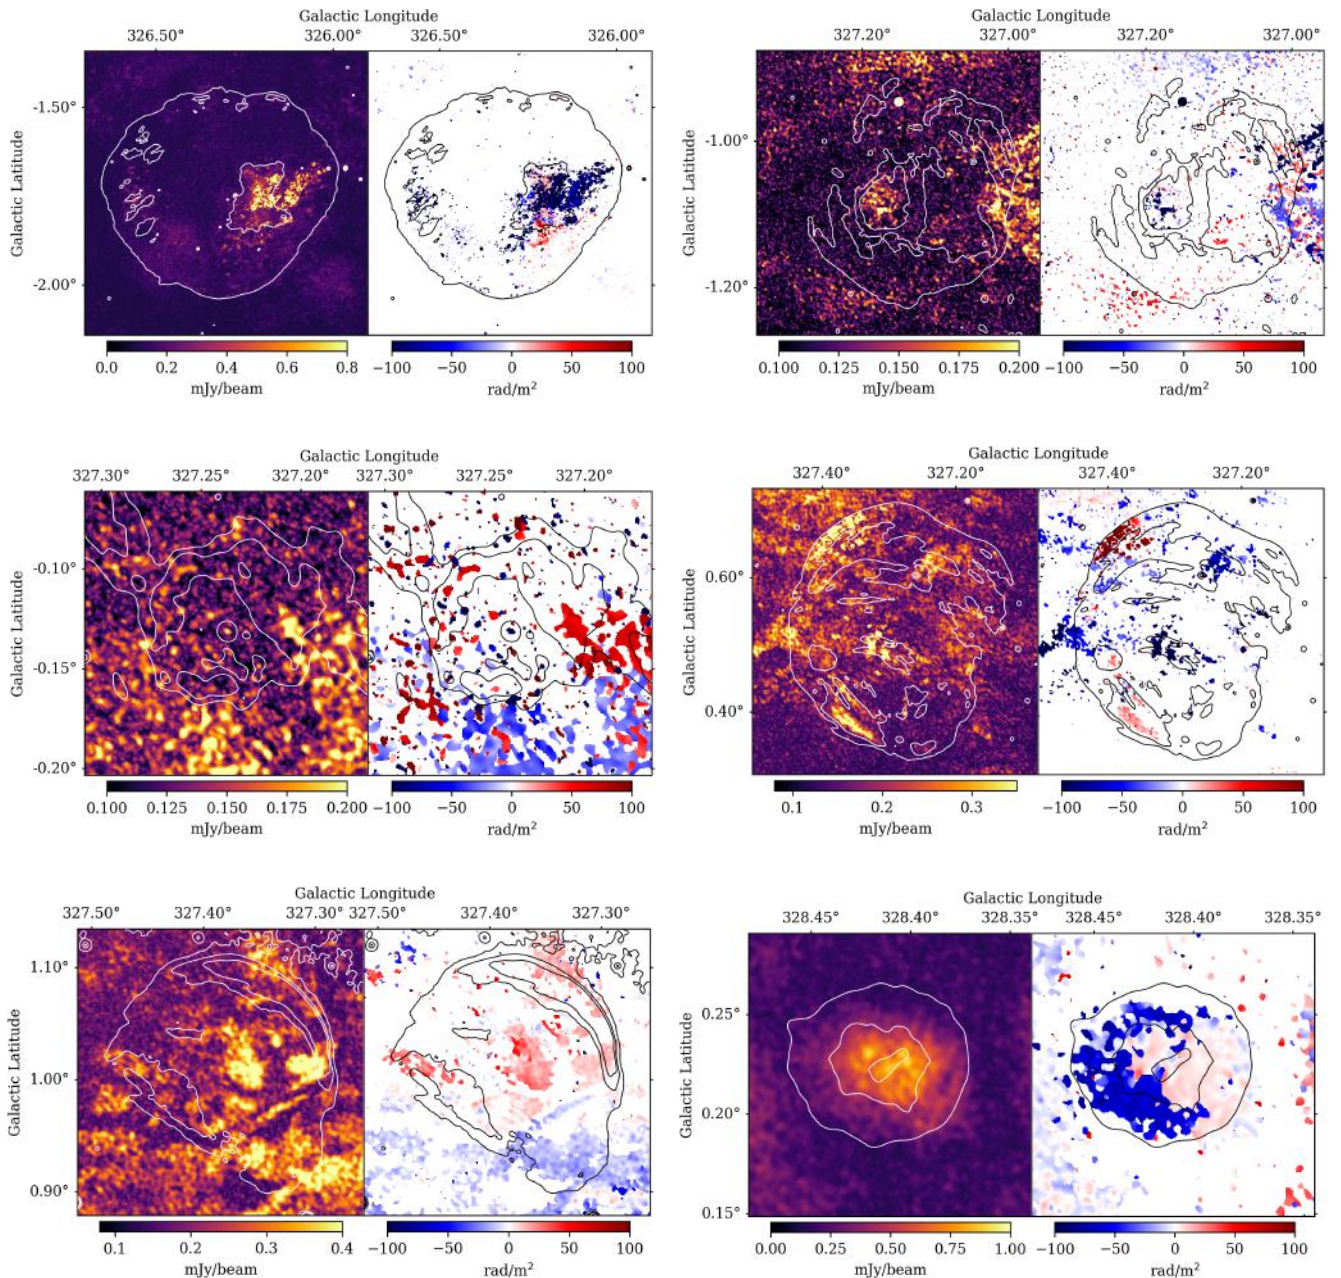 Galactic Longitude
326.50° 326.00° 326.50° 326.00°
Galactic Latitude
-1.50°
-2.00°
0.0 0.2 0.4 0.6 0.8 −100 −50 0 50 100
mJy/beam rad/m²
Galactic Longitude
327.20° 327.00° 327.20° 327.00°
Galactic Latitude
-1.00°
-1.20°
0.100 0.125 0.150 0.175 0.200 −100 −50 0 50 100
mJy/beam rad/m²
Galactic Longitude
327.30° 327.25° 327.20° 327.30° 327.25° 327.20°
Galactic Latitude
-0.10°
-0.15°
-0.20°
0.100 0.125 0.150 0.175 0.200 −100 −50 0 50 100
mJy/beam rad/m²
Galactic Longitude
327.40° 327.20° 327.40° 327.20°
Galactic Latitude
0.60°
0.40°
0.1 0.2 0.3 −100 −50 0 50 100
mJy/beam rad/m²
Galactic Longitude
327.50° 327.40° 327.30° 327.50° 327.40° 327.30°
Galactic Latitude
1.10°
1.00°
0.90°
0.1 0.2 0.3 0.4 −100 −50 0 50 100
mJy/beam rad/m²
Galactic Longitude
328.45° 328.40° 328.35° 328.45° 328.40° 328.35°
Galactic Latitude
0.25°
0.20°
0.15°
0.00 0.25 0.50 0.75 1.00 −100 −50 0 50 100
mJy/beam rad/m²